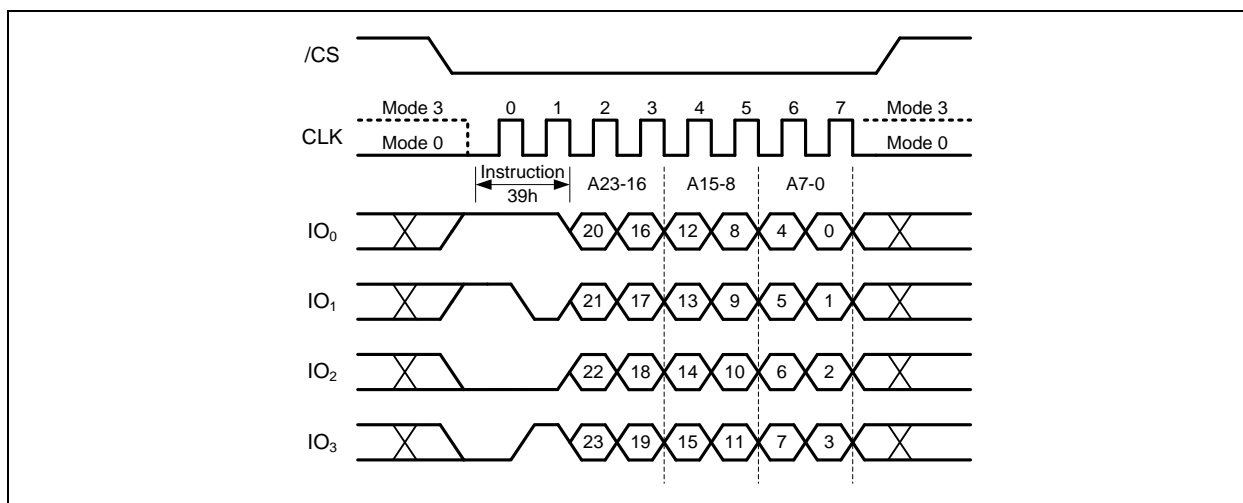 /CS
Mode 3 0 1 2 3 4 5 6 7 Mode 3
CLK
Mode 0 Mode 0
Instruction
39h
A23-16 A15-8 A7-0
IO₀ 20 16 12 8 4 0
IO₁ 21 17 13 9 5 1
IO₂ 22 18 14 10 6 2
IO₃ 23 19 15 11 7 3